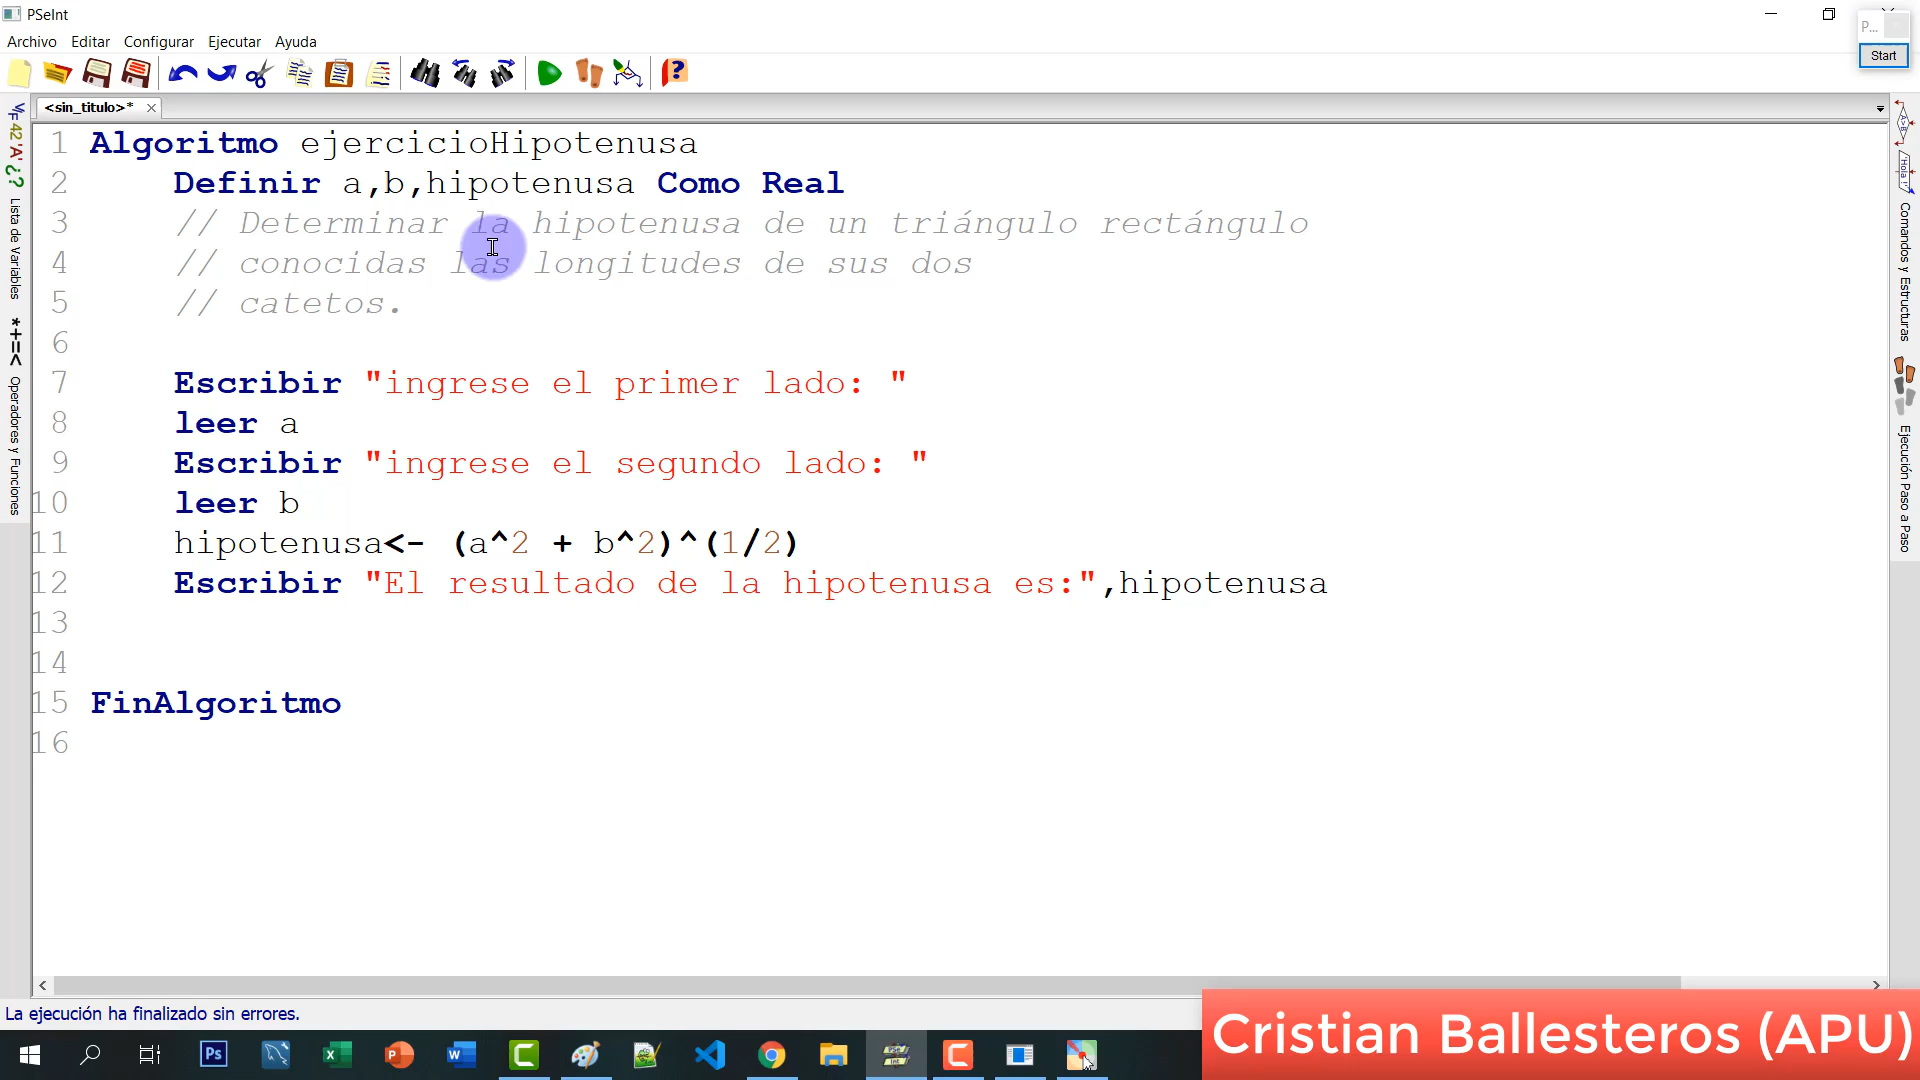 PSeInt
P...
Archivo Editar Configurar Ejecutar Ayuda
Start
<sin_titulo>*
1 Algoritmo ejercicioHipotenusa
2 Definir a,b,hipotenusa Como Real
3 // Determinar la hipotenusa de un triángulo rectángulo
4 // conocidas las longitudes de sus dos
5 // catetos.
6
7 Escribir "ingrese el primer lado: "
8 leer a
9 Escribir "ingrese el segundo lado: "
10 leer b
11 hipotenusa<- (a^2 + b^2)^(1/2)
12 Escribir "El resultado de la hipotenusa es:",hipotenusa
13
14
15 FinAlgoritmo
16
42 'A' ¿? Lista de Variables
*+=< Operadores y Funciones
A>B
'Hola !'
Comandos y Estructuras
Ejecución Paso a Paso
La ejecución ha finalizado sin errores.
Cristian Ballesteros (APU)